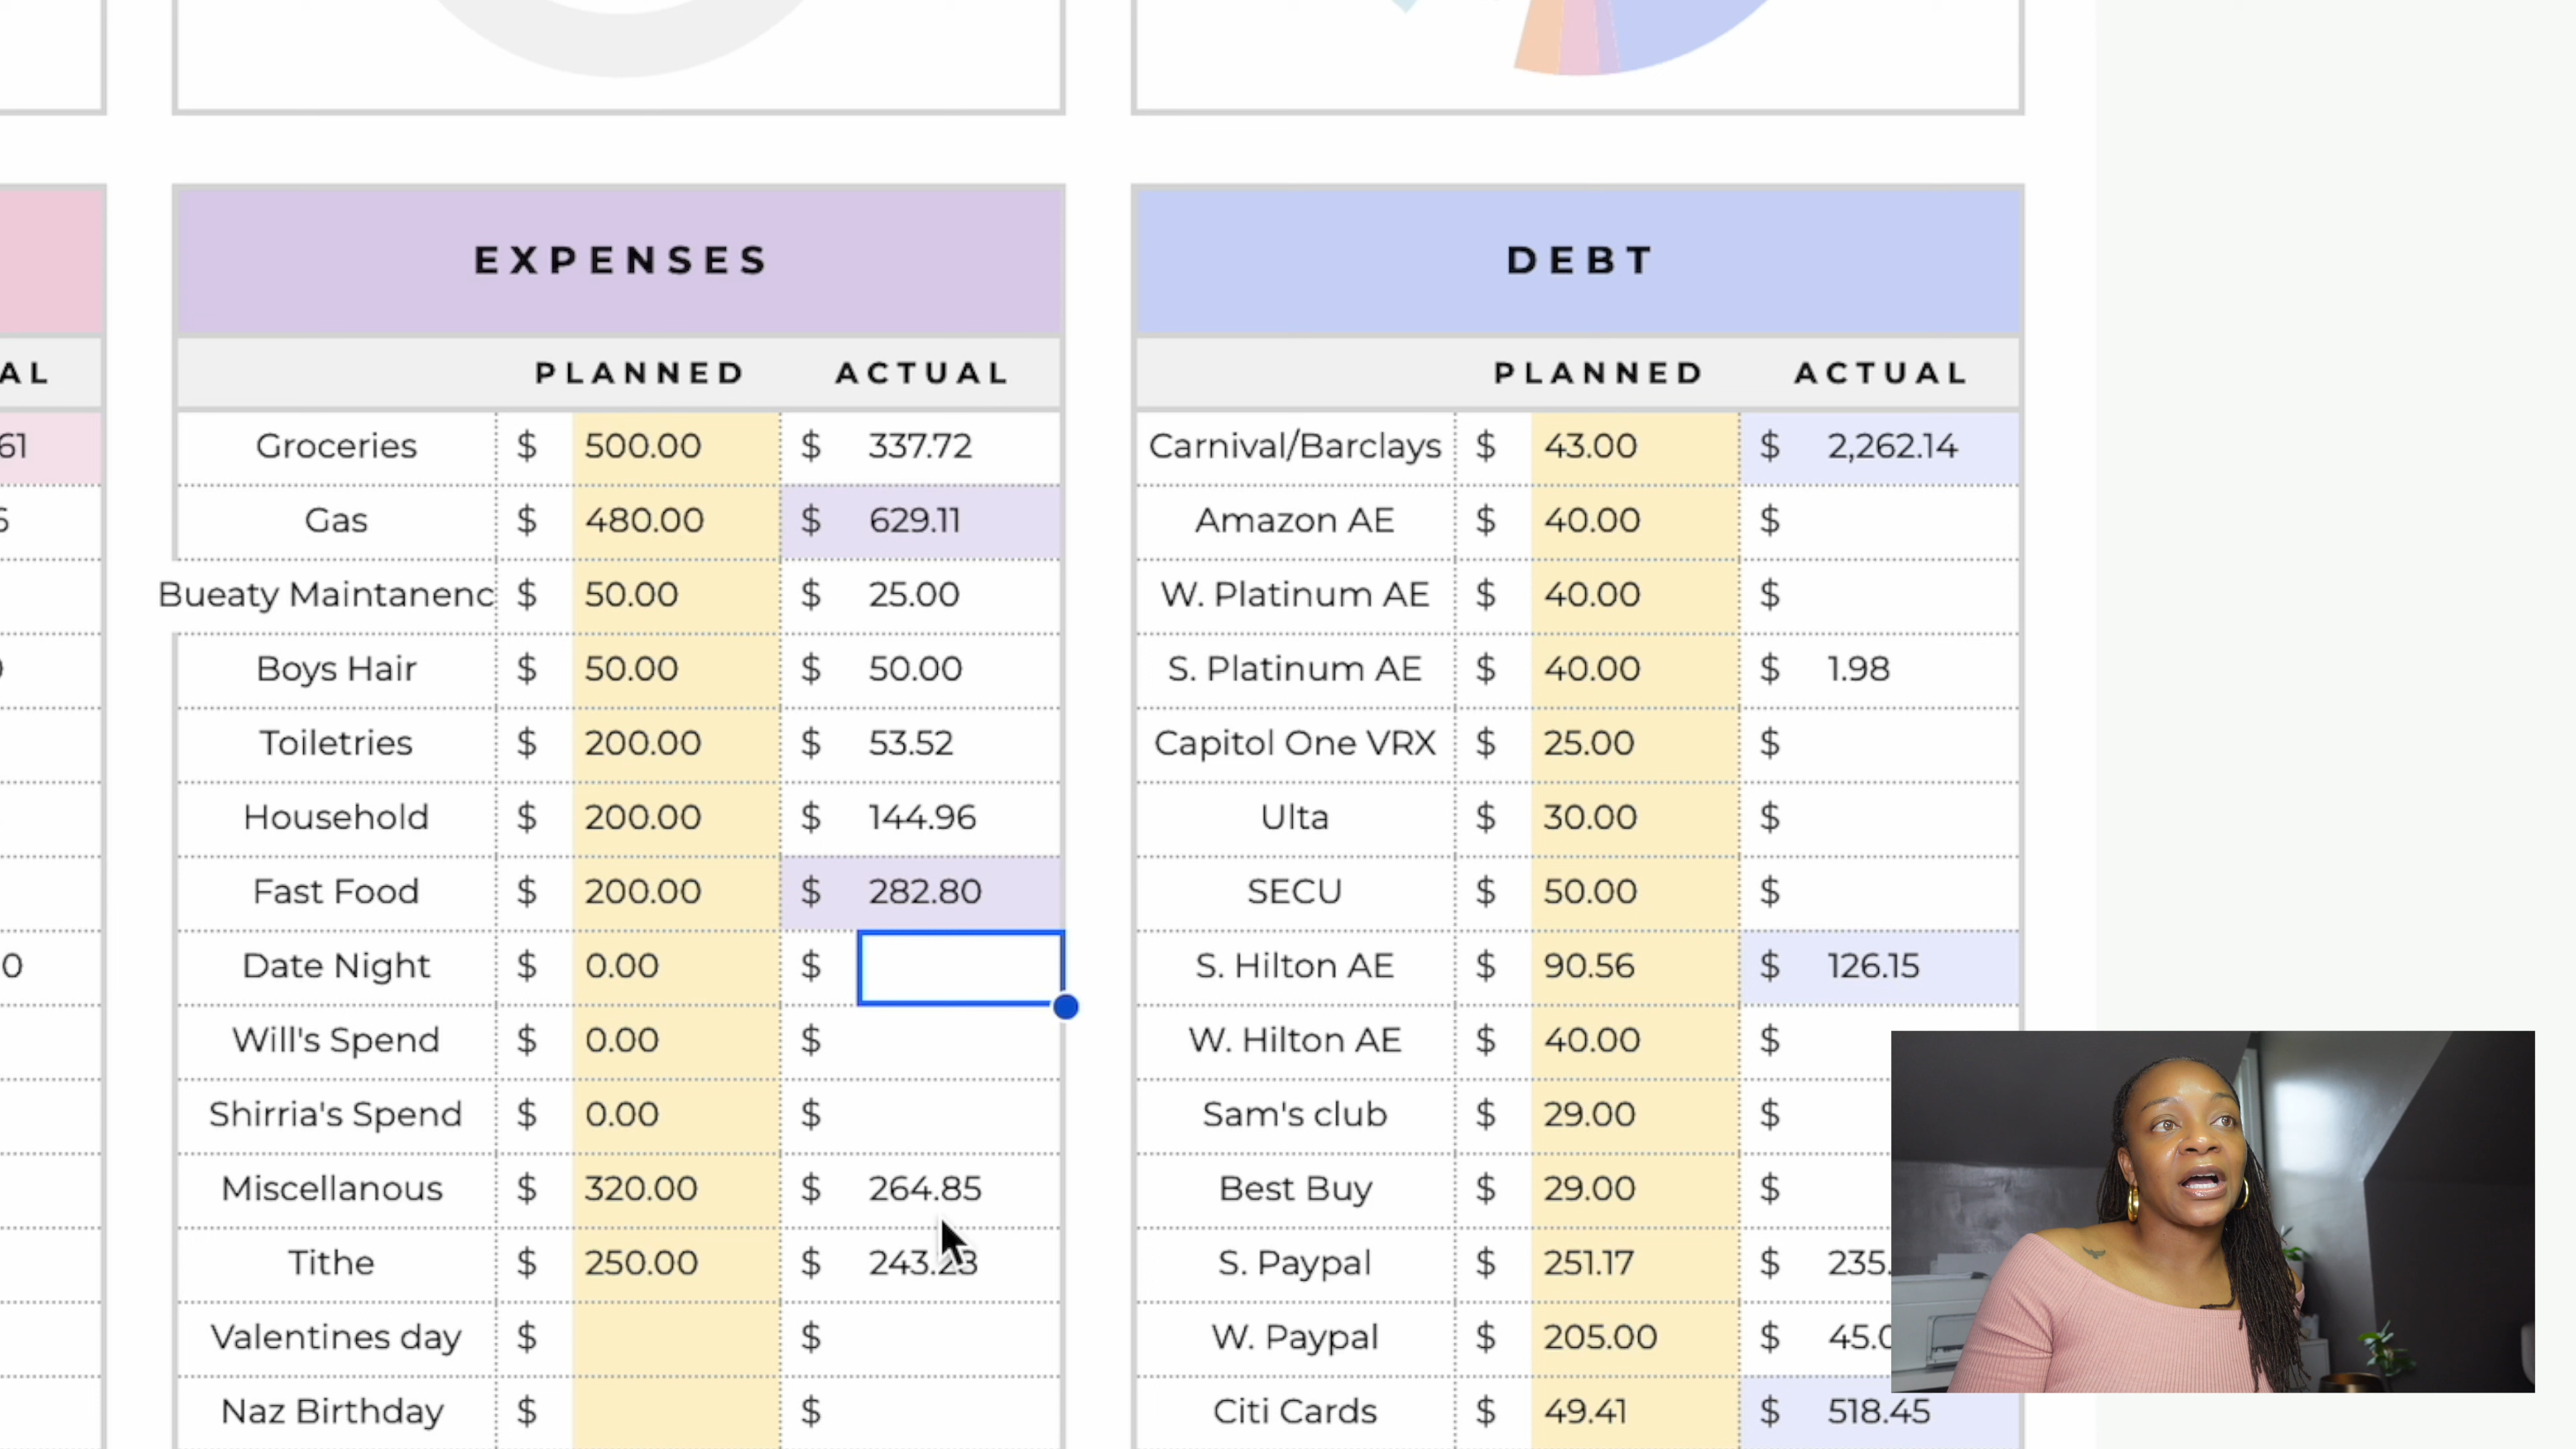 EXPENSES
PLANNED ACTUAL
Groceries $ 500.00 $ 337.72
Gas $ 480.00 $ 629.11
Bueaty Maintanenc $ 50.00 $ 25.00
Boys Hair $ 50.00 $ 50.00
Toiletries $ 200.00 $ 53.52
Household $ 200.00 $ 144.96
Fast Food $ 200.00 $ 282.80
Date Night $ 0.00 $
Will's Spend $ 0.00 $
Shirria's Spend $ 0.00 $
Miscellanous $ 320.00 $ 264.85
Tithe $ 250.00 $
Valentines day $ $
Naz Birthday $ $
DEBT
PLANNED ACTUAL
Carnival/Barclays $ 43.00 $ 2,262.14
Amazon AE $ 40.00 $
W. Platinum AE $ 40.00 $
S. Platinum AE $ 40.00 $ 1.98
Capitol One VRX $ 25.00 $
Ulta $ 30.00 $
SECU $ 50.00 $
S. Hilton AE $ 90.56 $ 126.15
W. Hilton AE $ 40.00 $
Sam's club $ 29.00 $
Best Buy $ 29.00 $
S. Paypal $ 251.17 $ 235.
W. Paypal $ 205.00 $ 45.
Citi Cards $ 49.41 $ 518.45